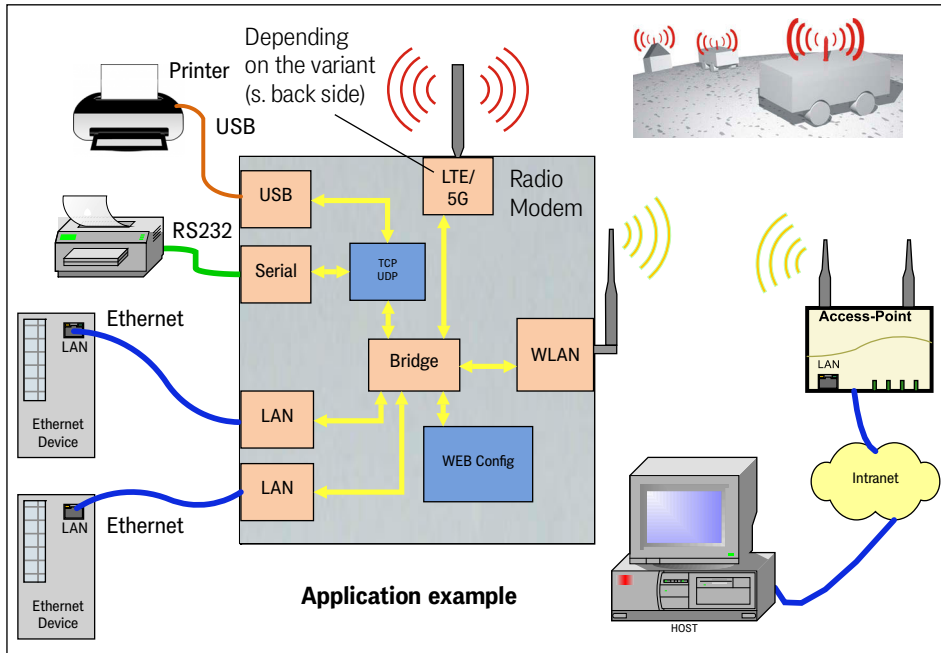 Printer
USB
Depending
on the variant
(s. back side)
RS232
USB
LTE/
5G
Radio
Modem
Serial
TCP
UDP
Ethernet
LAN
Ethernet
Device
Bridge
WLAN
Access-Point
LAN
LAN
WEB Config
LAN
Ethernet
LAN
Ethernet
Device
Intranet
Application example
HOST